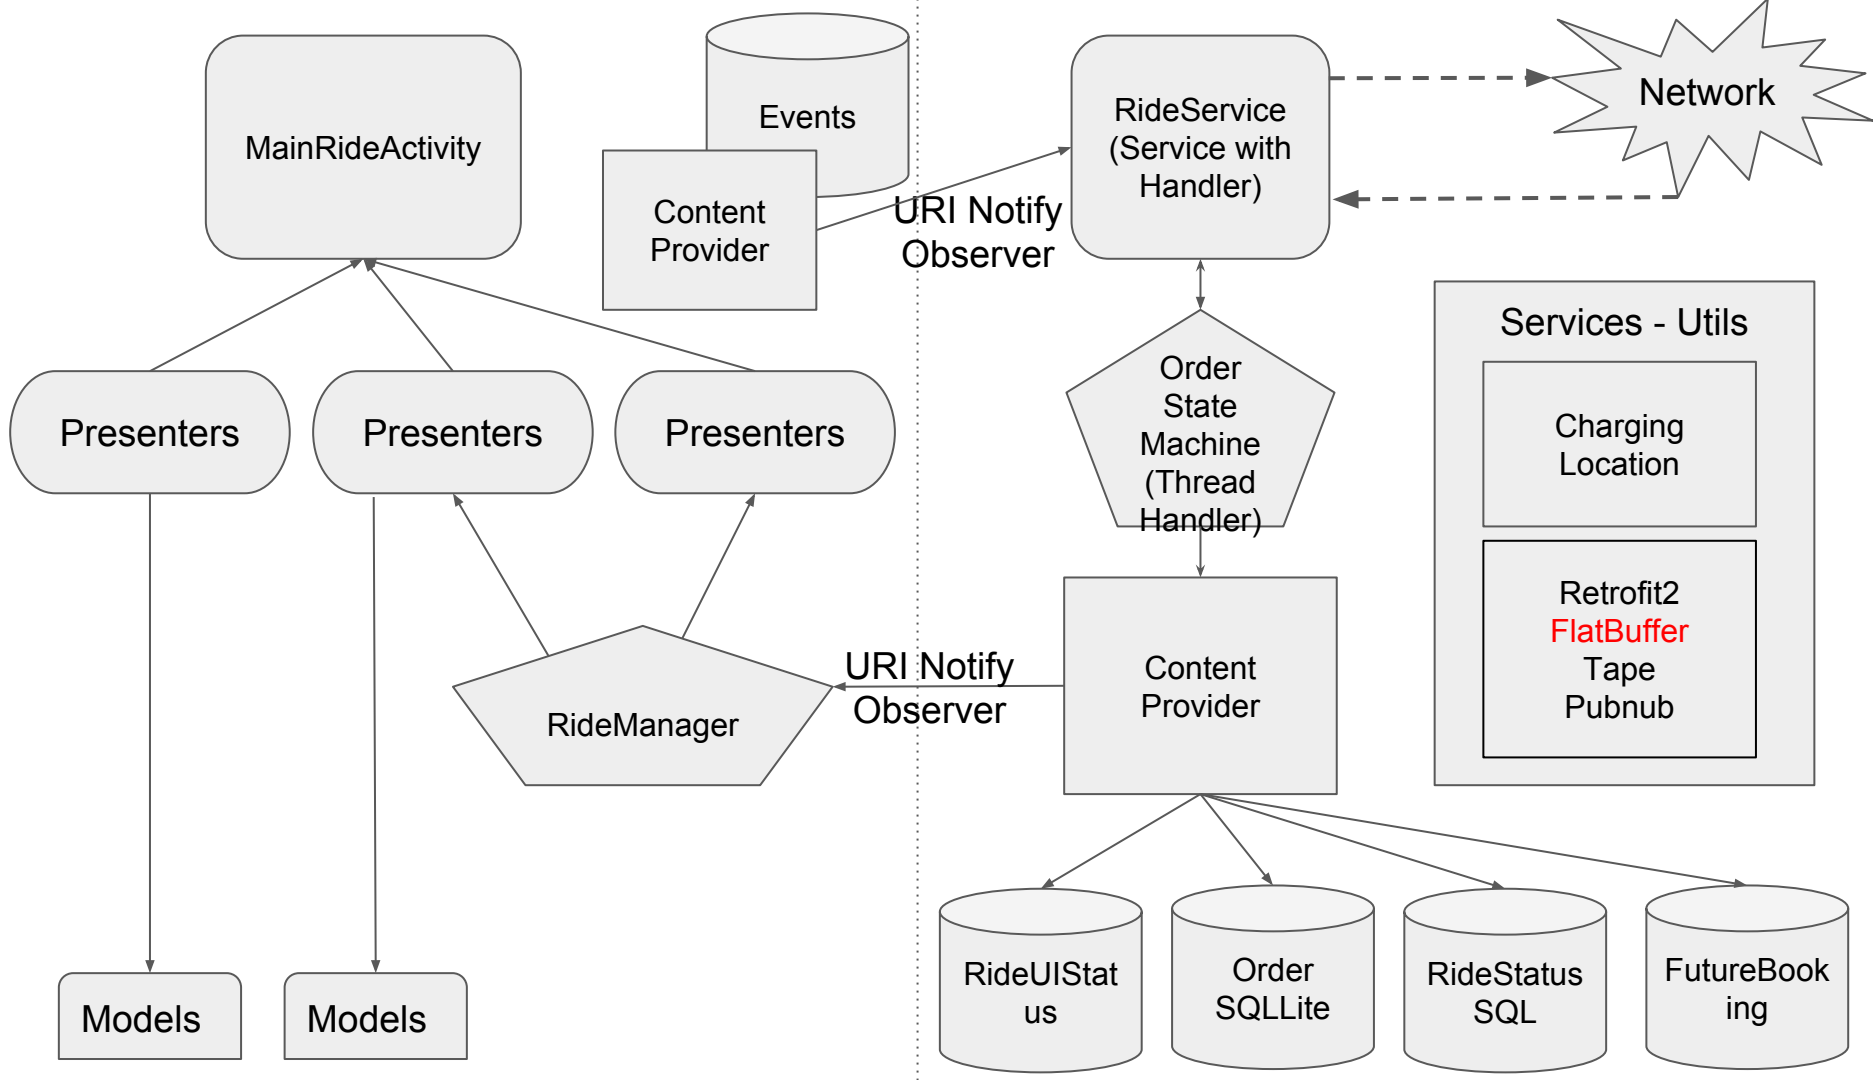 MainRideActivity
Events
Content
Provider
URI Notify
Observer
RideService
(Service with
Handler)
Network
Presenters
Presenters
Presenters
Order
State
Machine
(Thread
Handler)
Services - Utils
Charging
Location
Retrofit2
FlatBuffer
Tape
Pubnub
RideManager
URI Notify
Observer
Content
Provider
Models
Models
RideUIStat
us
Order
SQLLite
RideStatus
SQL
FutureBook
ing